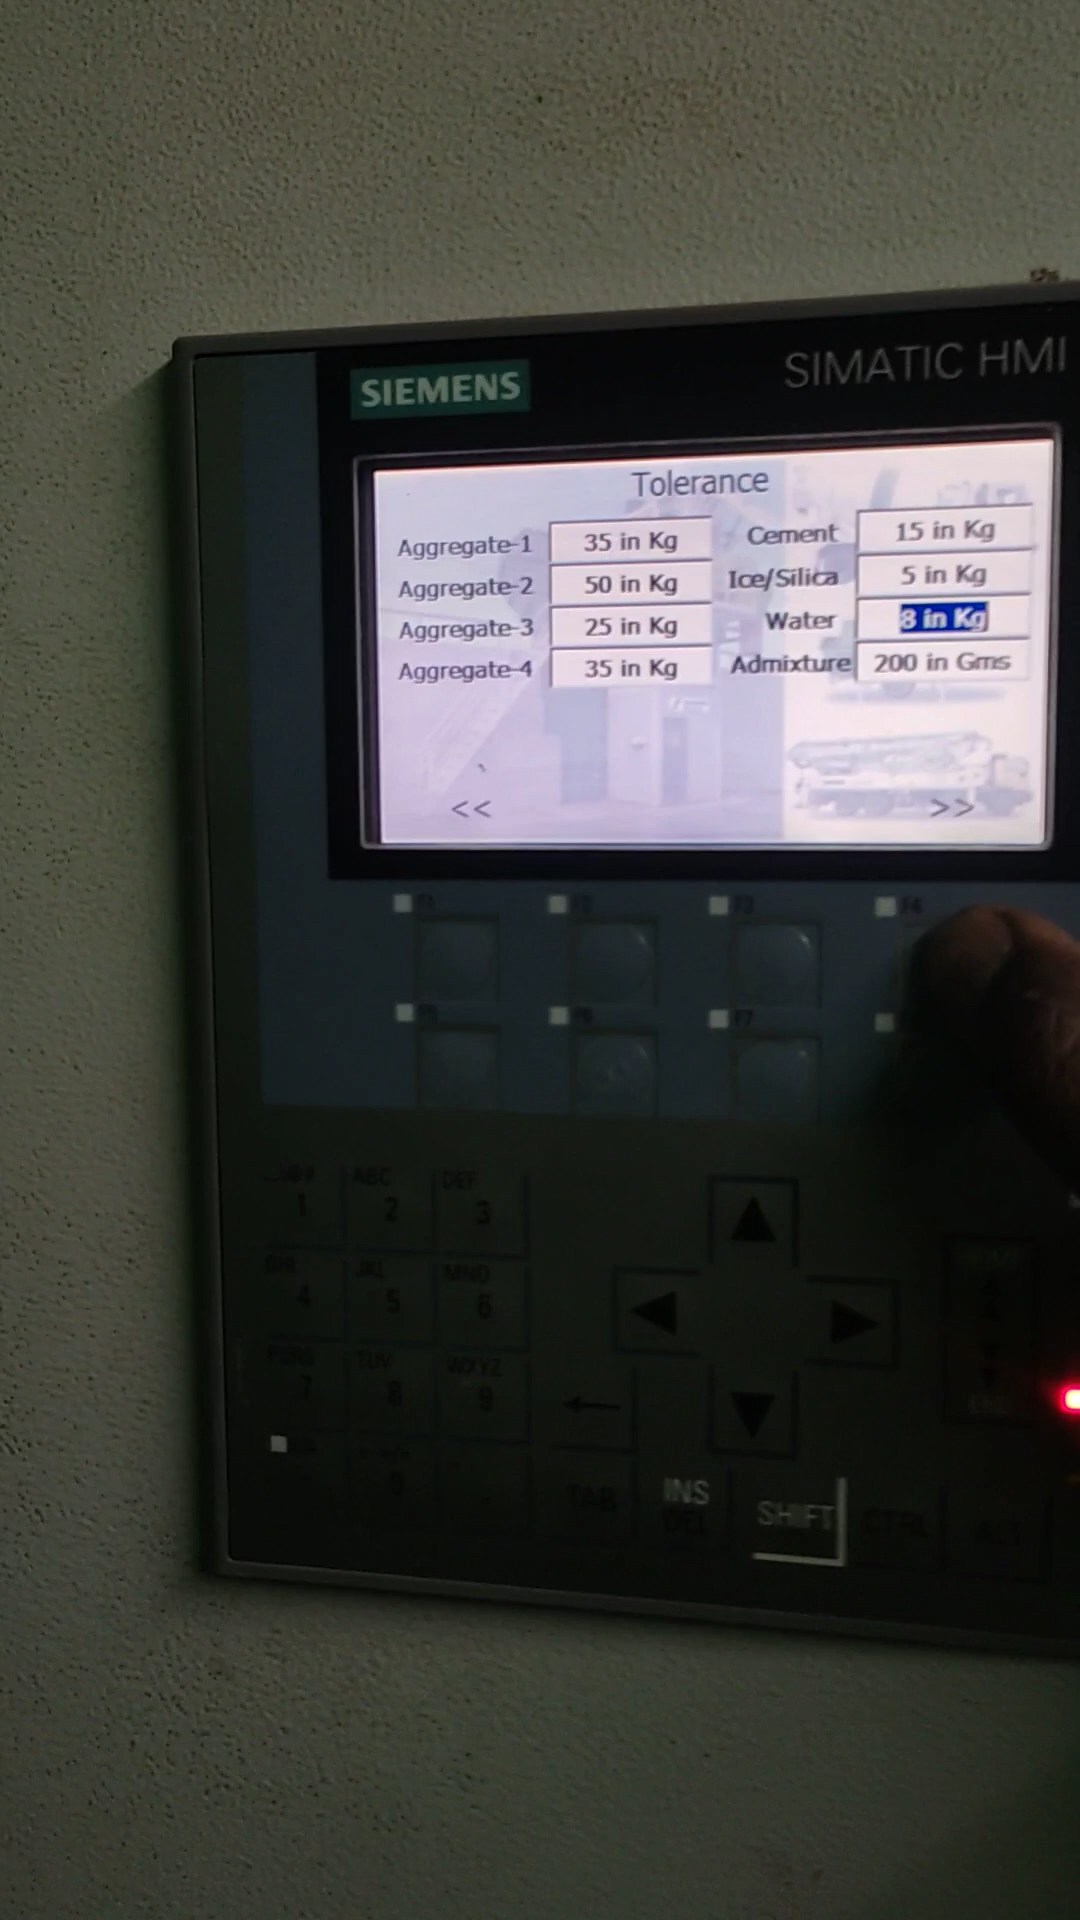 SIEMENS
SIMATIC HMI
Tolerance
Aggregate-1 35 in Kg Cement 15 in Kg
Aggregate-2 50 in Kg Ice/Silica 5 in Kg
Aggregate-3 25 in Kg Water 8 in Kg
Aggregate-4 35 in Kg Admixture 200 in Gms
<< >>
F1 F2 F3 F4
F5 F6 F7
ABC DEF
1 2 3
GHI JKL MNO
4 5 6
PQRS TUV WXYZ
7 8 9
TAB INS DEL SHIFT CTRL ALT